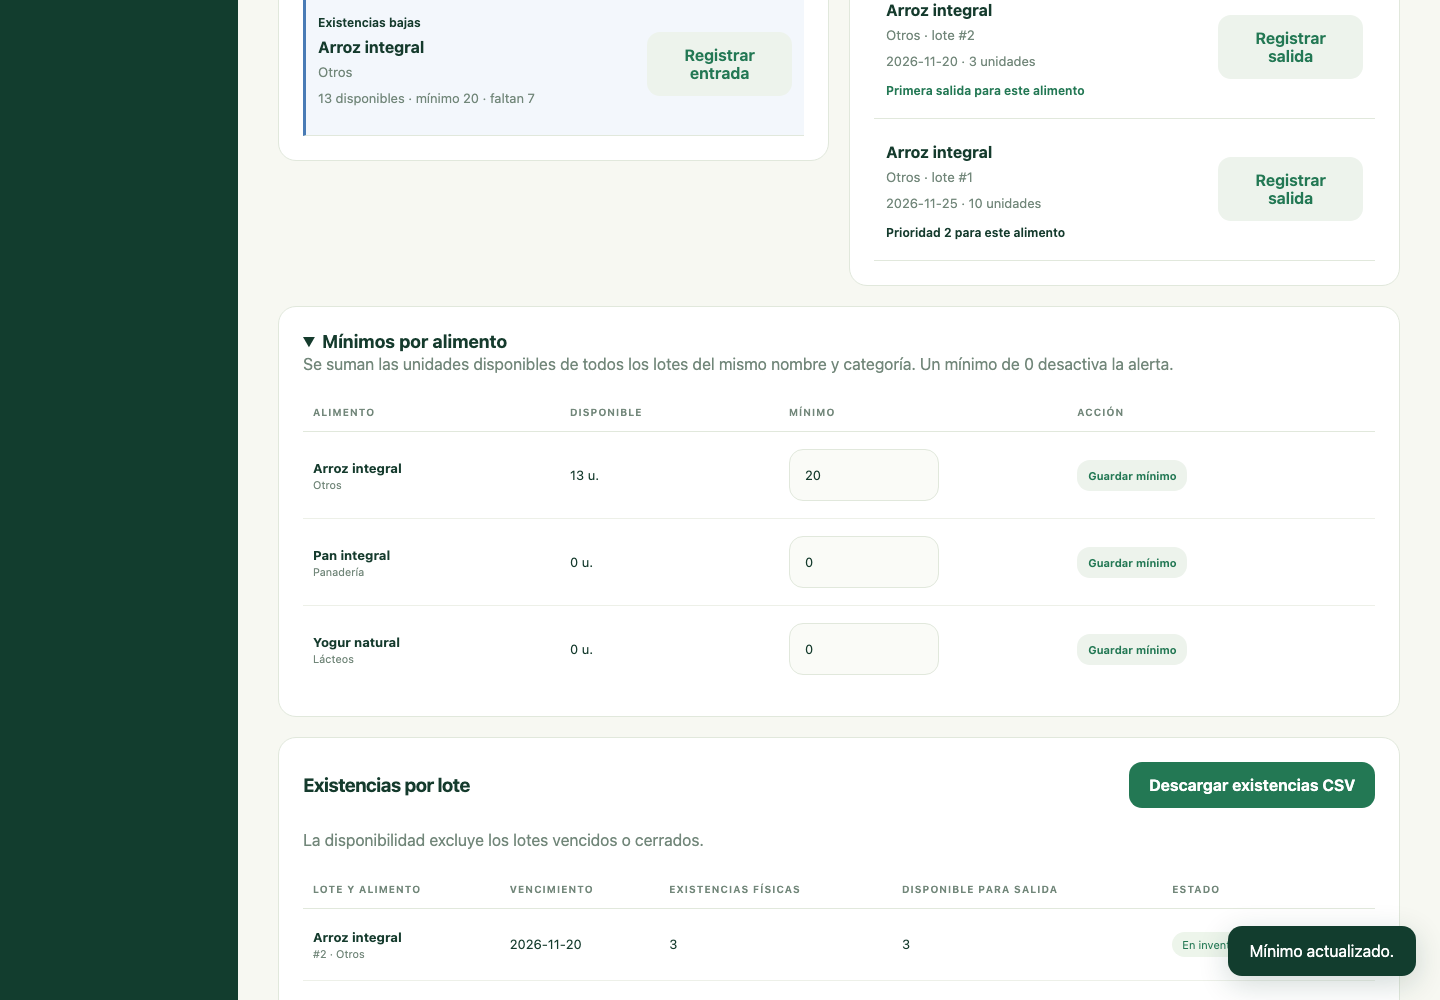 Existencias bajas
Arroz integral
Otros
13 disponibles · mínimo 20 · faltan 7
Registrar
entrada
Arroz integral
Otros · lote #2
2026-11-20 · 3 unidades
Primera salida para este alimento
Registrar
salida
Arroz integral
Otros · lote #1
2026-11-25 · 10 unidades
Prioridad 2 para este alimento
Registrar
salida
▼ Mínimos por alimento
Se suman las unidades disponibles de todos los lotes del mismo nombre y categoría. Un mínimo de 0 desactiva la alerta.
ALIMENTO DISPONIBLE MÍNIMO ACCIÓN
Arroz integral
Otros
13 u. 20 Guardar mínimo
Pan integral
Panadería
0 u. 0 Guardar mínimo
Yogur natural
Lácteos
0 u. 0 Guardar mínimo
Existencias por lote
Descargar existencias CSV
La disponibilidad excluye los lotes vencidos o cerrados.
LOTE Y ALIMENTO VENCIMIENTO EXISTENCIAS FÍSICAS DISPONIBLE PARA SALIDA ESTADO
Arroz integral
#2 · Otros
2026-11-20 3 3 En
Mínimo actualizado.